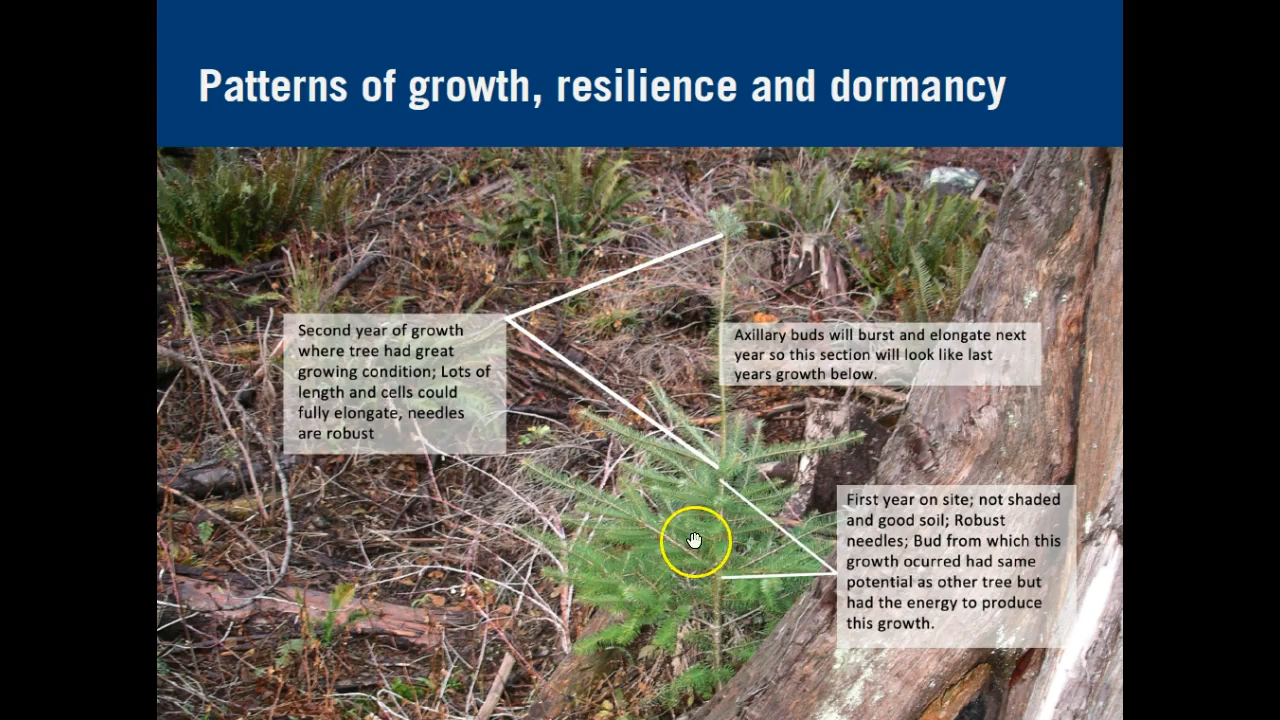 Patterns of growth, resilience and dormancy
Second year of growth
where tree had great
growing condition; Lots of
length and cells could
fully elongate, needles
are robust
Axillary buds will burst and elongate next
year so this section will look like last
years growth below.
First year on site; not shaded
and good soil; Robust
needles; Bud from which this
growth ocurred had same
potential as other tree but
had the energy to produce
this growth.